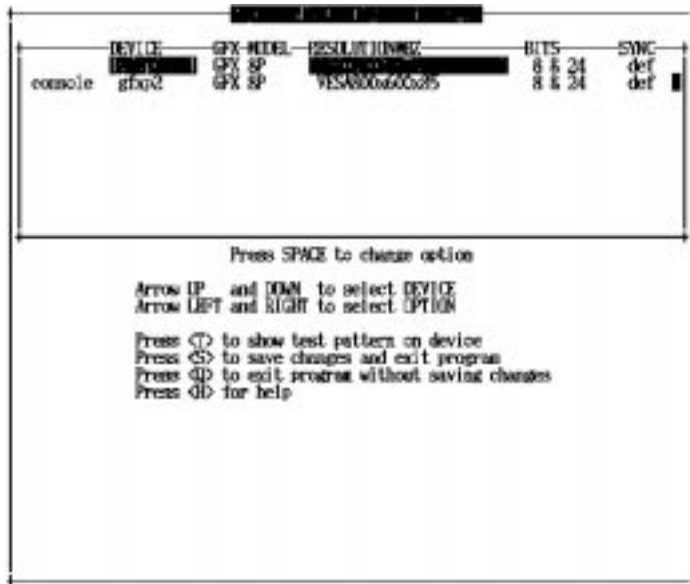 DEVICE GFX MODEL RESOLUTION@HZ BITS SYNC
GFX 8P 8 & 24 def
console gfxp2 GFX 8P VESA800x600x85 8 & 24 def
Press SPACE to change option
Arrow UP and DOWN to select DEVICE
Arrow LEFT and RIGHT to select OPTION
Press <T> to show test pattern on device
Press <S> to save changes and exit program
Press <Q> to exit program without saving changes
Press <H> for help